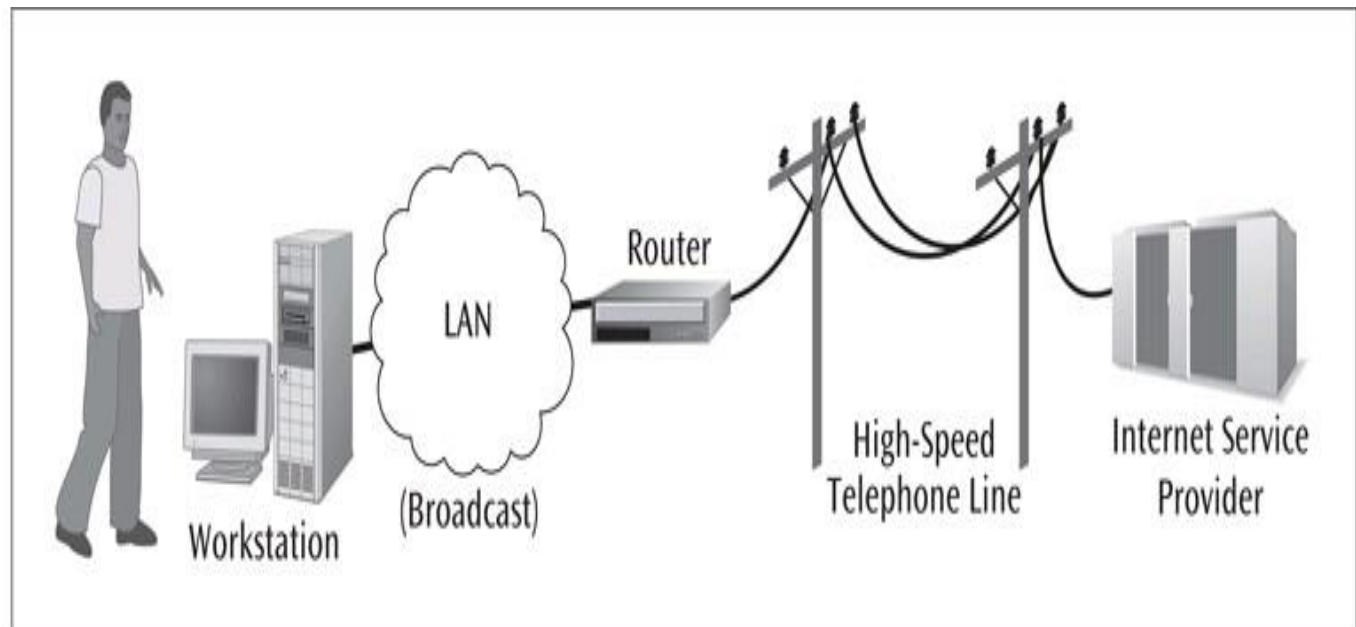 Workstation
LAN
(Broadcast)
Router
High-Speed
Telephone Line
Internet Service
Provider